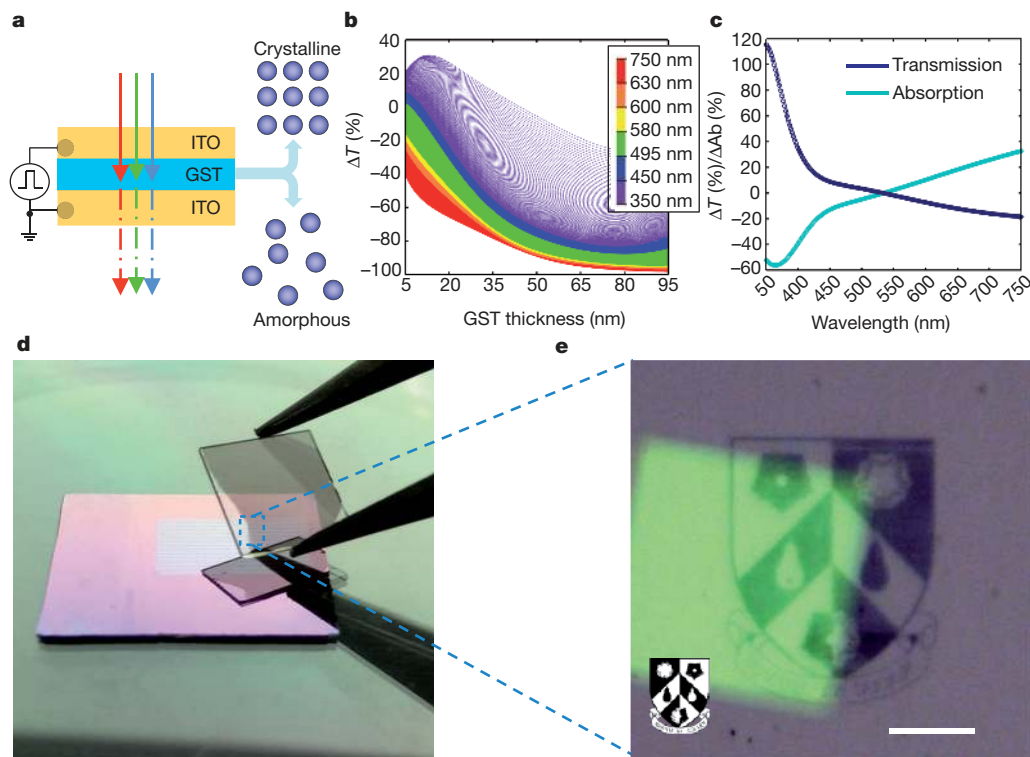 a
Crystalline
ITO
GST
ITO
Amorphous
b
ΔT (%)
40
20
0
−20
−40
−60
−80
−100
5
20
35
50
65
80
95
GST thickness (nm)
750 nm
630 nm
600 nm
580 nm
495 nm
450 nm
350 nm
c
ΔT (%)/ΔAb (%)
120
100
80
60
40
20
0
−20
−40
−60
50
400
450
500
550
600
650
700
750
Wavelength (nm)
Transmission
Absorption
d
e